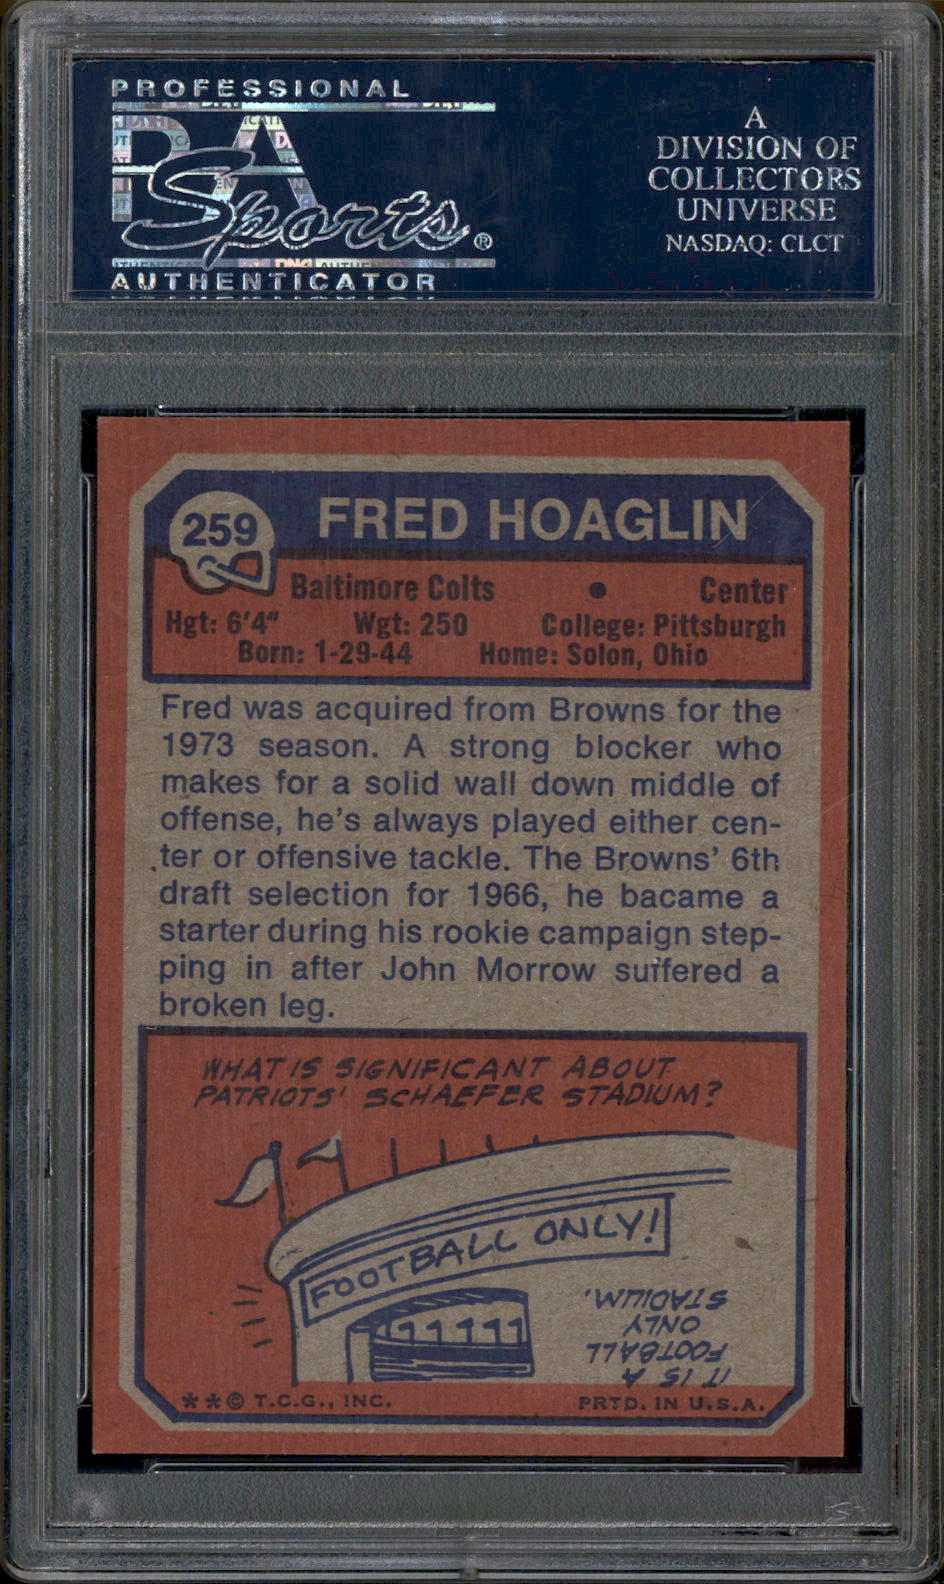 PROFESSIONAL
PSA
Sports®
AUTHENTICATOR
A
DIVISION OF
COLLECTORS
UNIVERSE
NASDAQ: CLCT
259
FRED HOAGLIN
Baltimore Colts • Center
Hgt: 6'4" Wgt: 250 College: Pittsburgh
Born: 1-29-44 Home: Solon, Ohio
Fred was acquired from Browns for the
1973 season. A strong blocker who
makes for a solid wall down middle of
offense, he's always played either cen-
ter or offensive tackle. The Browns' 6th
draft selection for 1966, he bacame a
starter during his rookie campaign step-
ping in after John Morrow suffered a
broken leg.
WHAT IS SIGNIFICANT ABOUT
PATRIOTS' SCHAEFER STADIUM?
FOOTBALL ONLY!
IT IS A
FOOTBALL
ONLY
STADIUM.
**© T.C.G., INC.
PRTD. IN U.S.A.